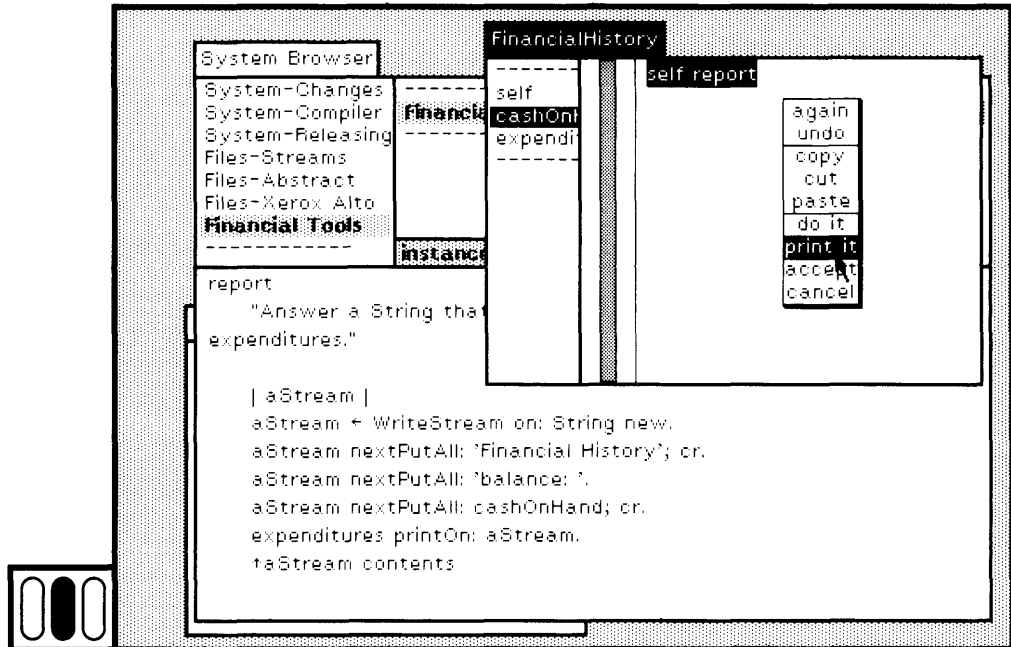 System Browser
System-Changes
System-Compiler
System-Releasing
Files-Streams
Files-Abstract
Files-Xerox Alto
Financial Tools
--------------
report
"Answer a String that
expenditures."
| aStream |
aStream ← WriteStream on: String new.
aStream nextPutAll: 'Financial History'; cr.
aStream nextPutAll: 'balance: '.
aStream nextPutAll: cashOnHand; cr.
expenditures printOn: aStream.
↑aStream contents
FinancialHistory
self
cashOnH
expendit
self report
again
undo
copy
cut
paste
do it
print it
accept
cancel